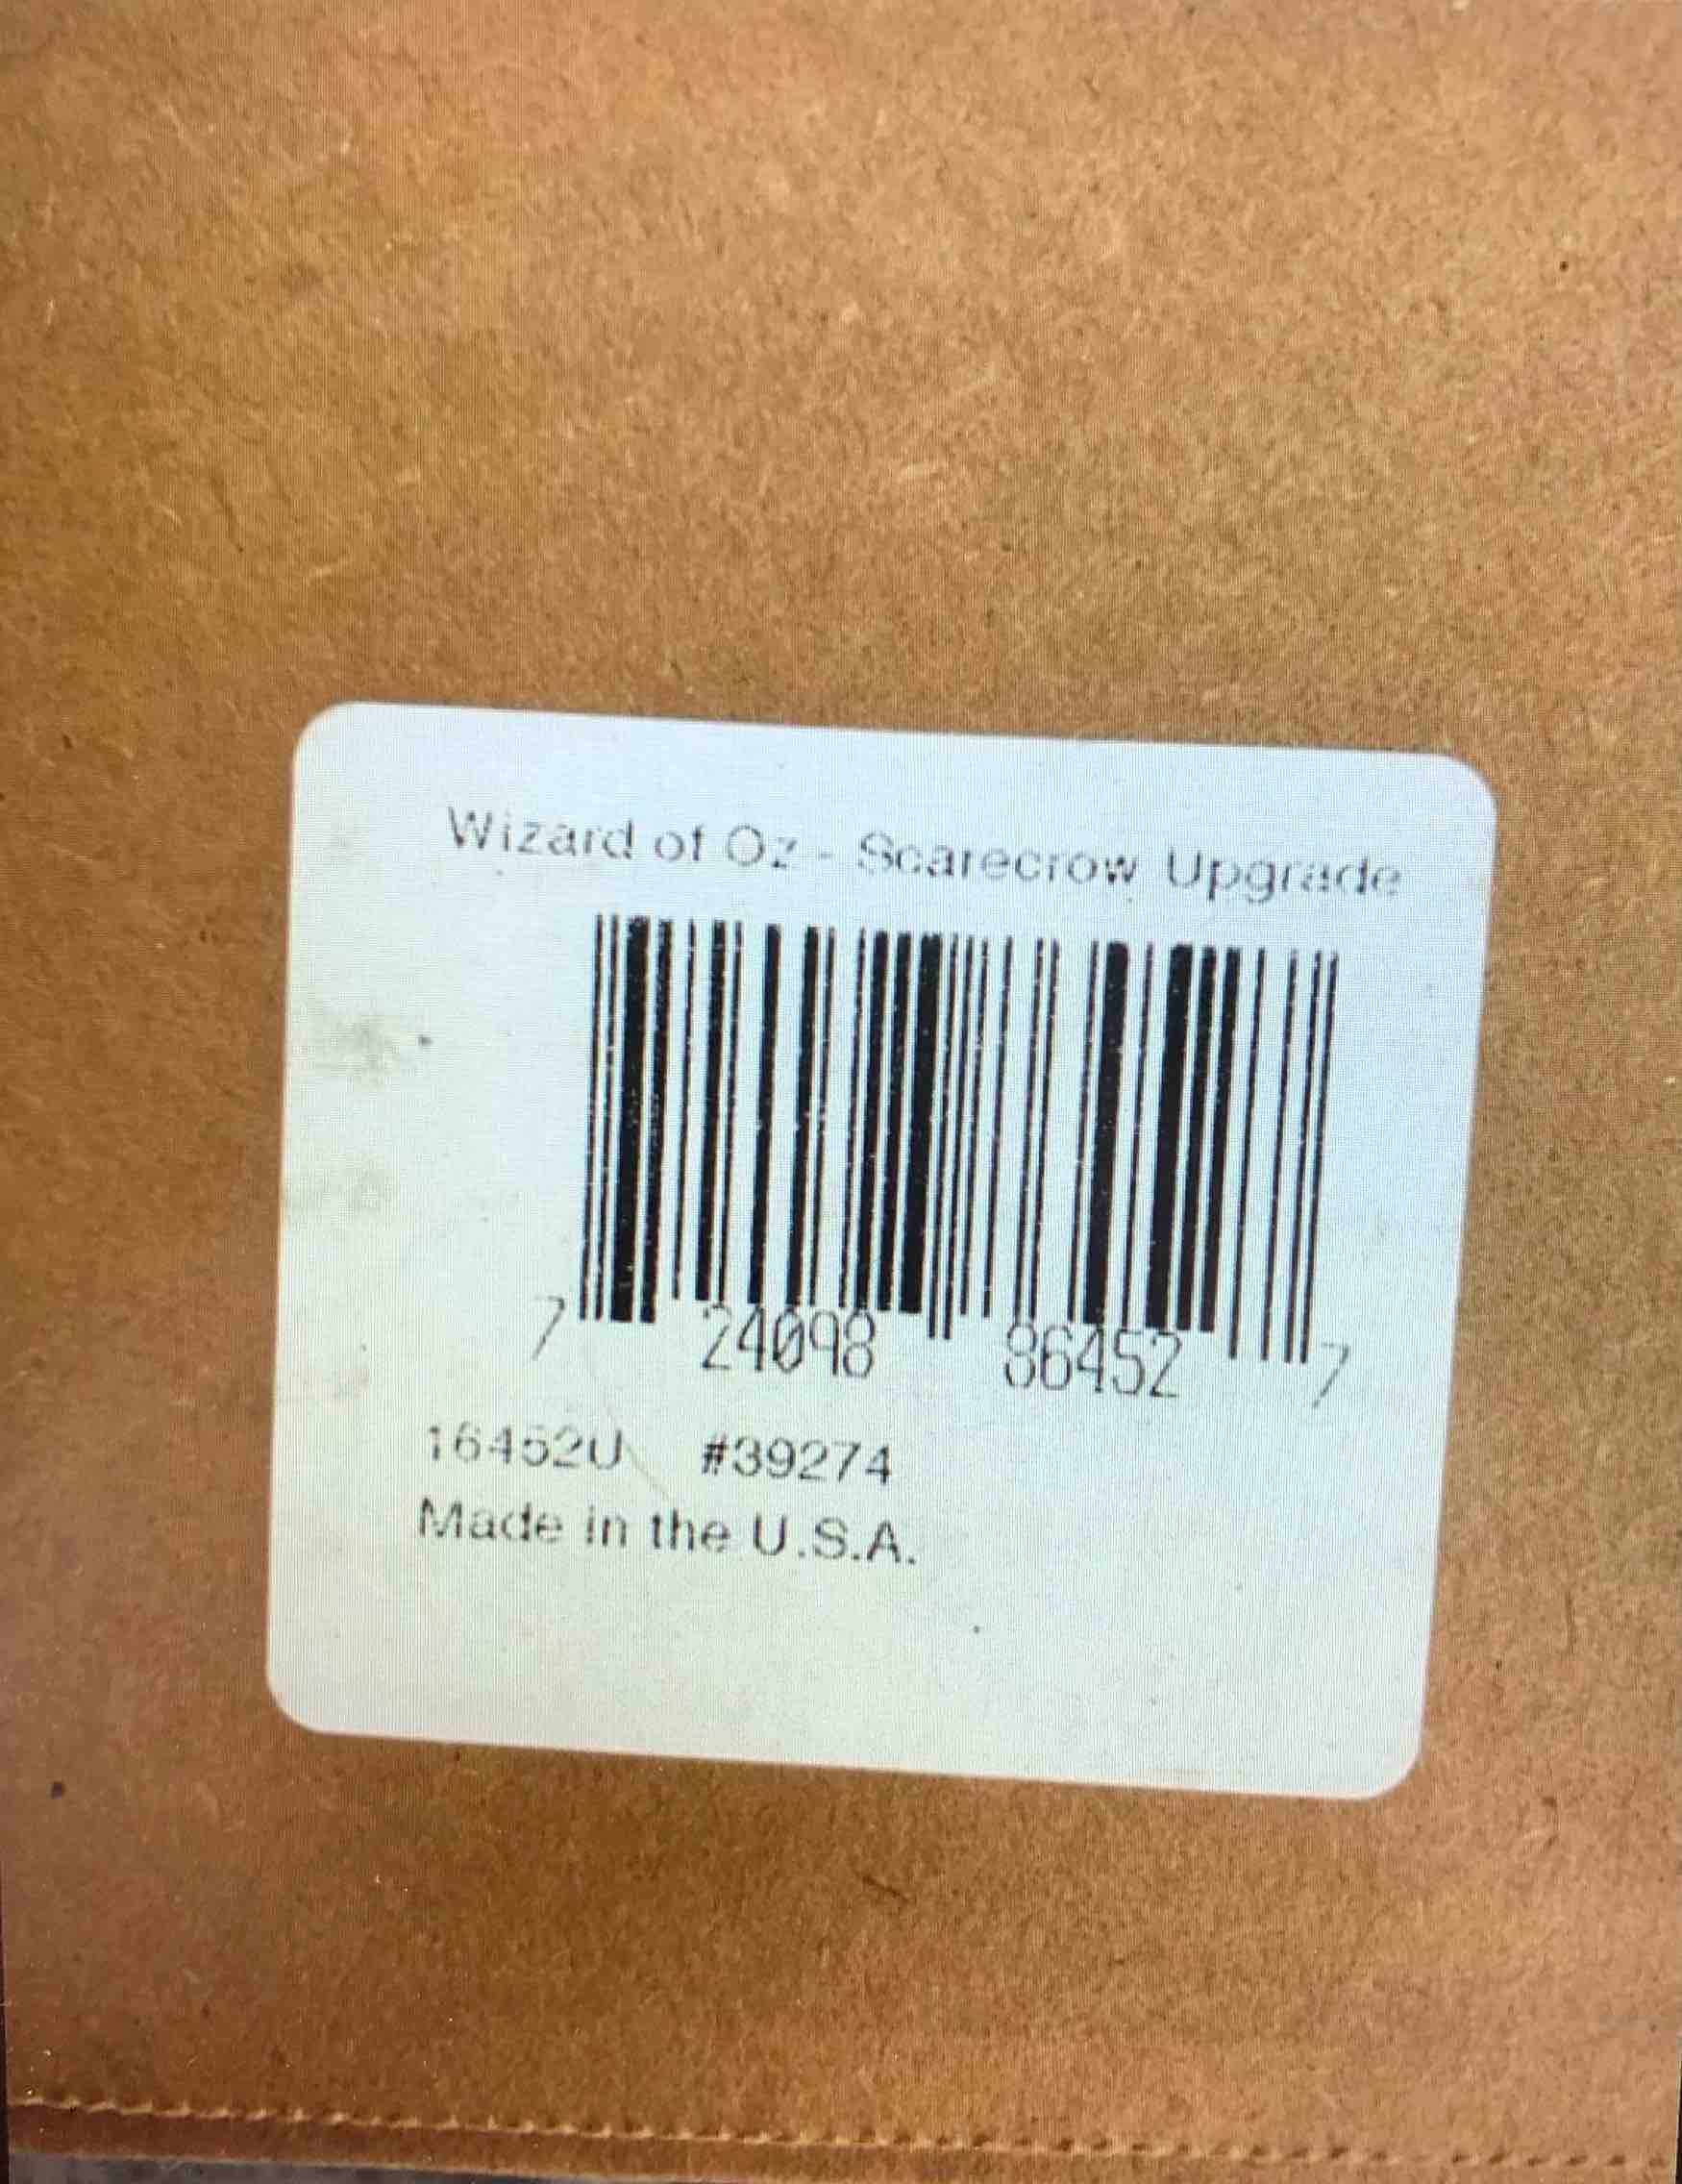 Wizard of Oz - Scarecrow Upgrade
7 24098 86452 7
16452U #39274
Made in the U.S.A.